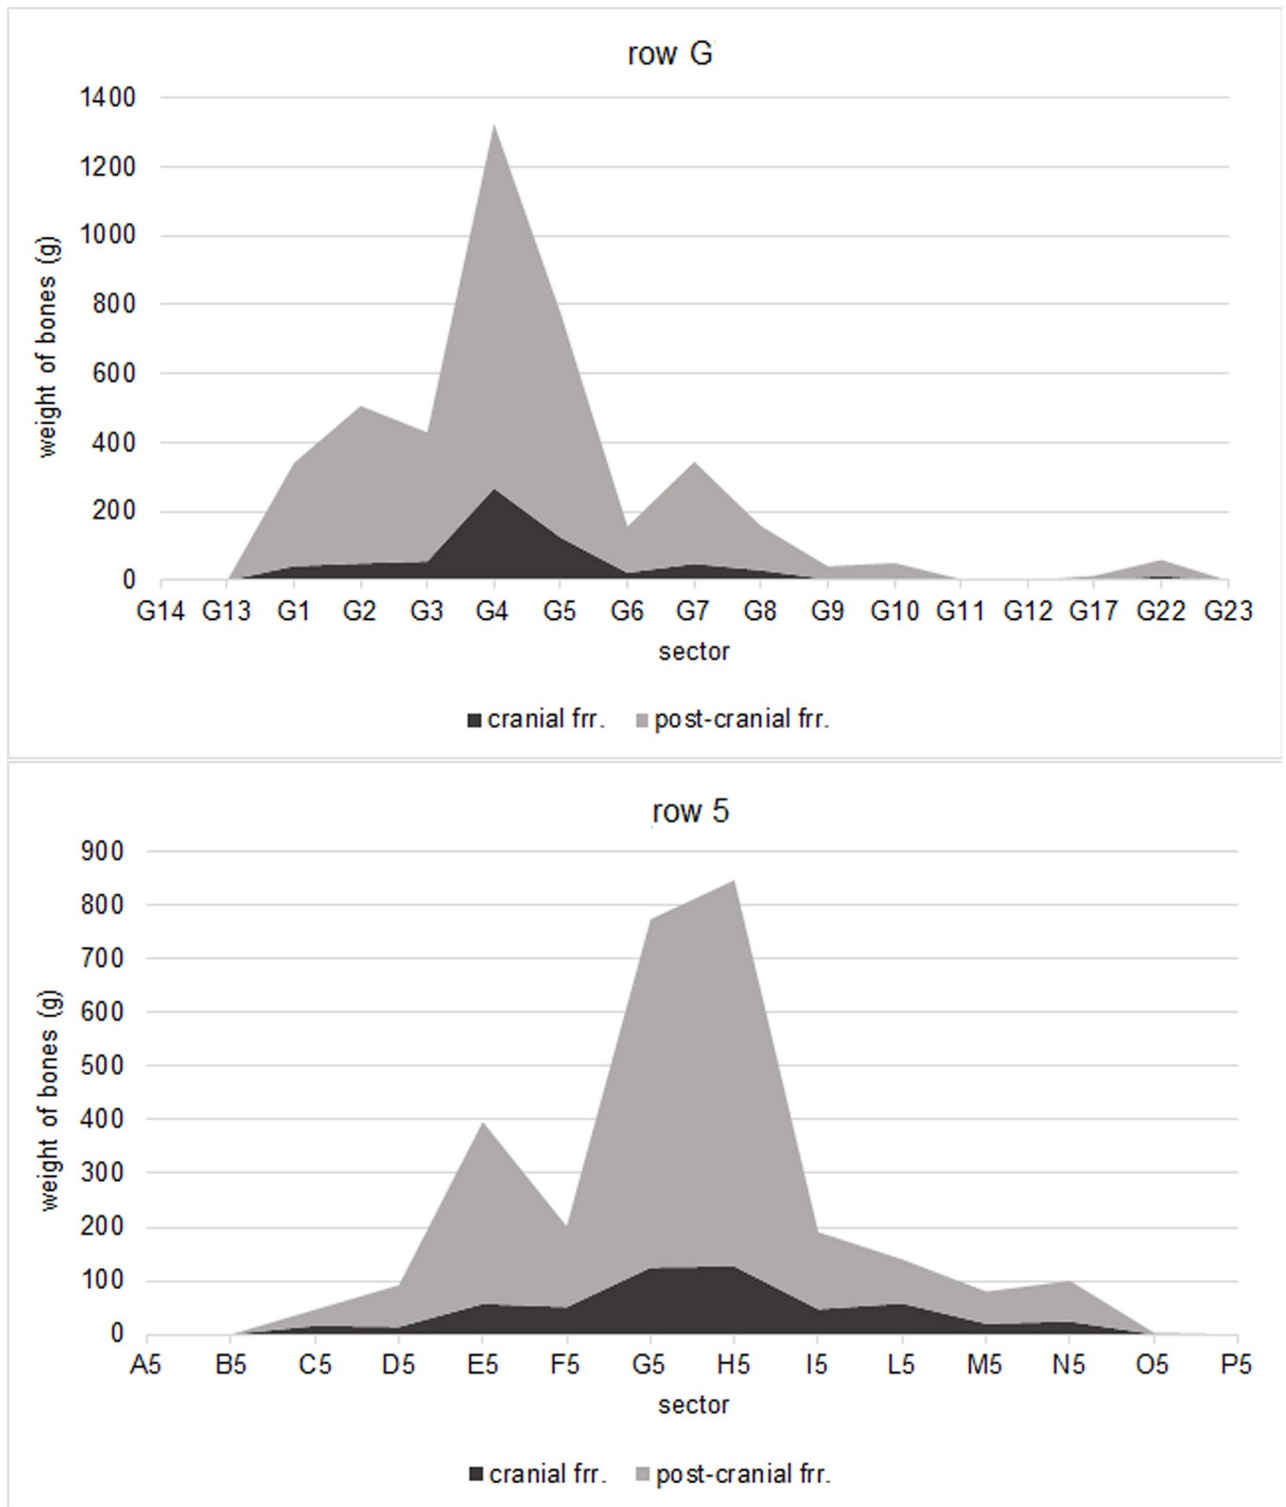 row G
1400
1200
1000
800
600
400
200
0
weight of bones (g)
G14 G13 G1 G2 G3 G4 G5 G6 G7 G8 G9 G10 G11 G12 G17 G22 G23
sector
cranial frr. post-cranial frr.
row 5
900
800
700
600
500
400
300
200
100
0
weight of bones (g)
A5 B5 C5 D5 E5 F5 G5 H5 I5 L5 M5 N5 O5 P5
sector
cranial frr. post-cranial frr.